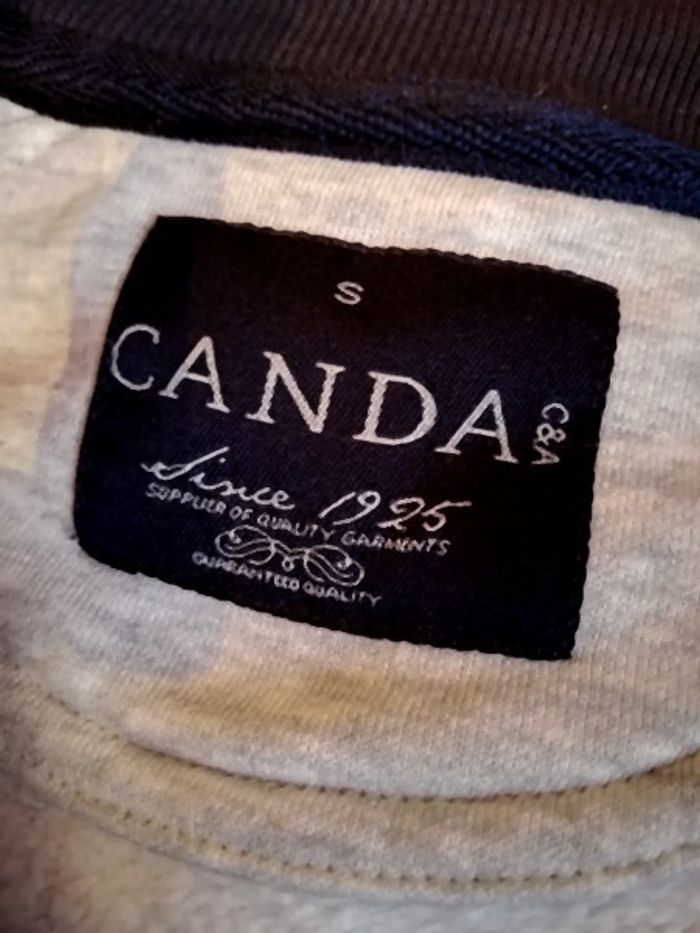 S
CANDA
C&A
Since 1925
SUPPLIER OF QUALITY GARMENTS
GUARANTEED QUALITY